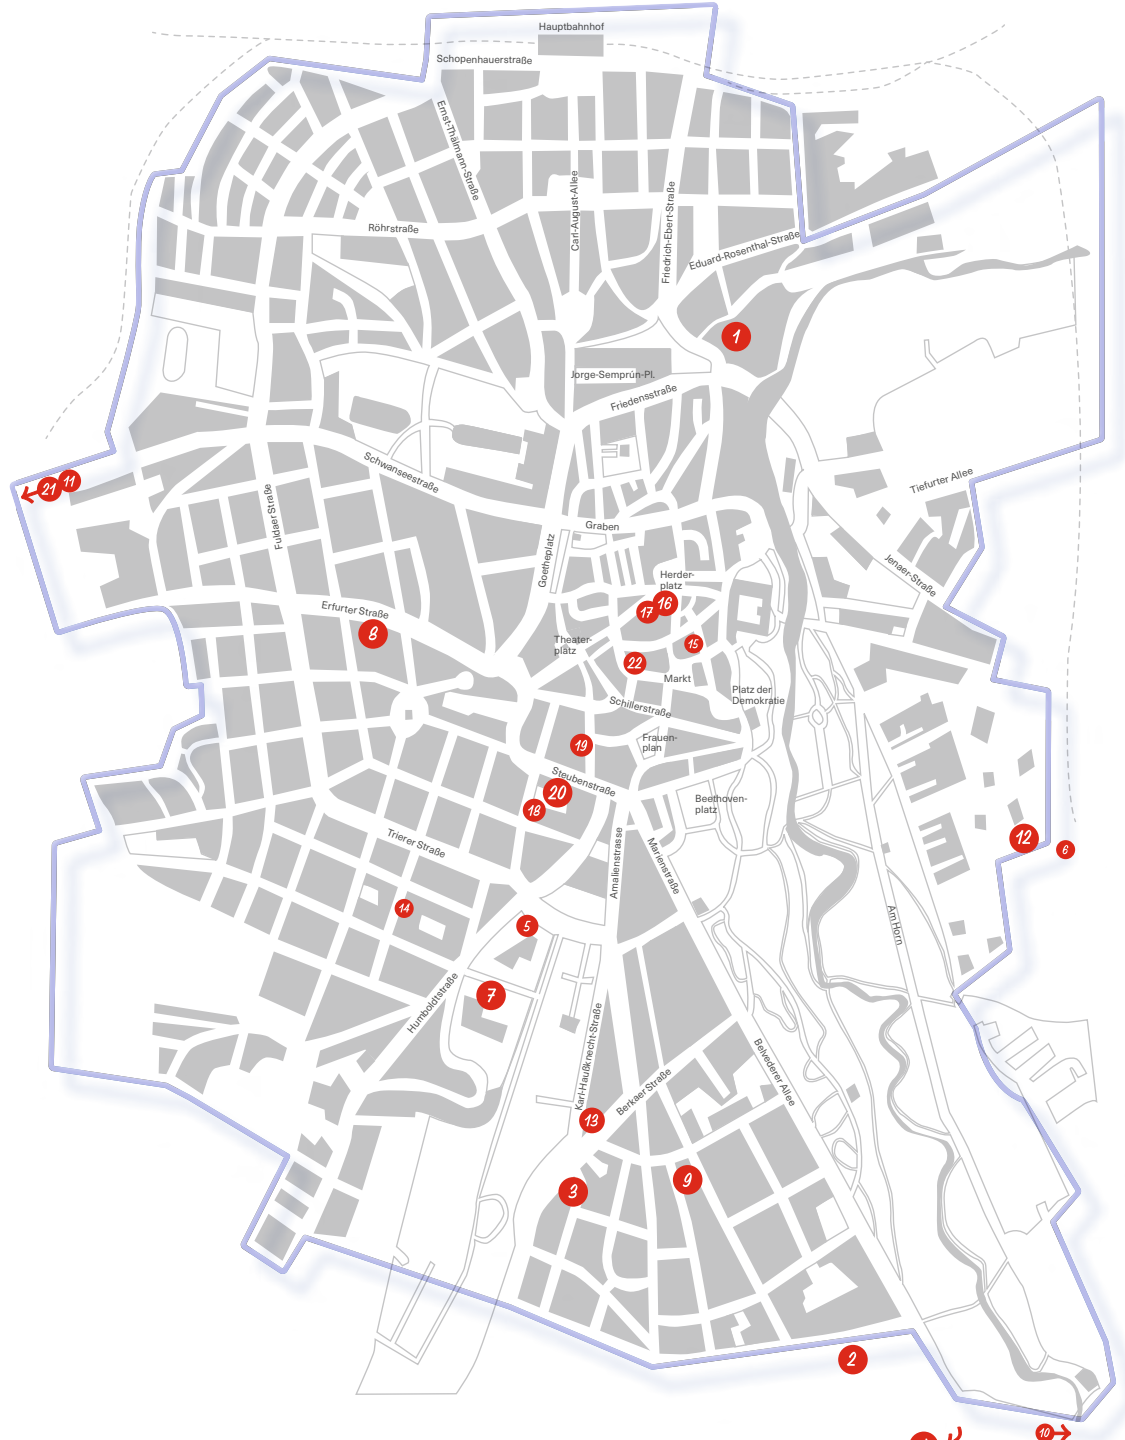 Hauptbahnhof
Schopenhauerstraße
Ernst-Thälmann-Straße
Carl-August-Allee
Friedrich-Ebert-Straße
Röhrstraße
Eduard-Rosenthal-Straße
1
Jorge-Semprún-Pl.
Friedensstraße
Schwanseestraße
21
11
Tiefurter Allee
Fuldaer Straße
Graben
Goetheplatz
Jenaer-Straße
Herder-
platz
Erfurter Straße
17
16
8
Theater-
platz
15
22
Markt
Platz der
Demokratie
Schillerstraße
19
Frauen-
plan
Steubenstraße
20
18
Beethoven-
platz
Trierer Straße
Amalienstrasse
Marienstraße
12
6
14
5
Am Horn
7
Humboldtstraße
Karl-Haußknecht-Straße
Berkaer Straße
Belvederer Allee
13
3
9
2
10